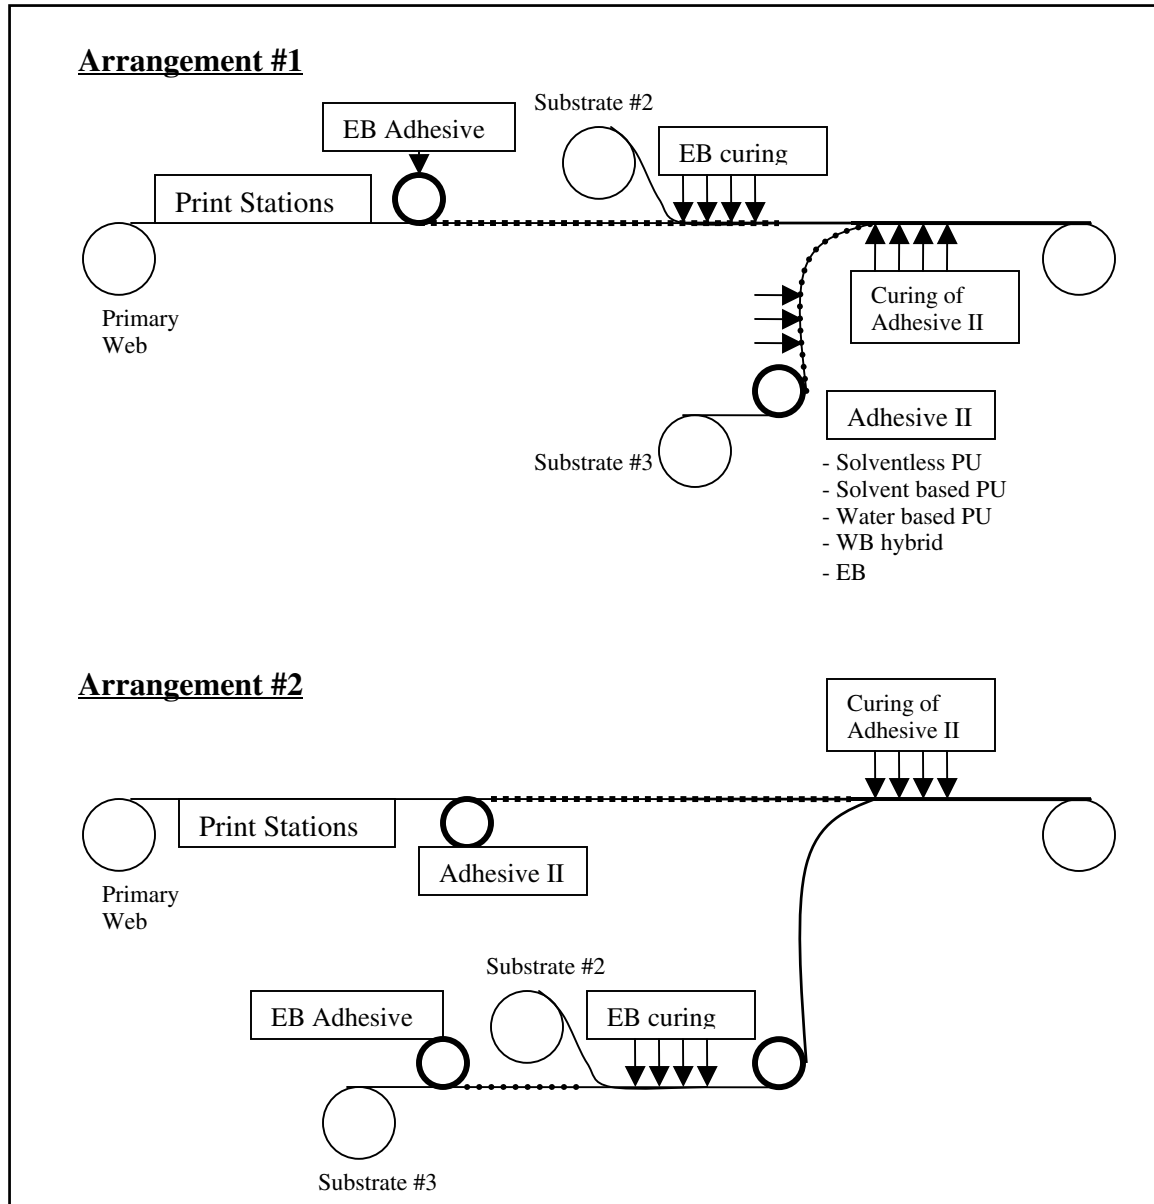 Arrangement #1
Substrate #2
EB Adhesive
EB curing
Print Stations
Primary
Web
Curing of
Adhesive II
Adhesive II
Substrate #3
- Solventless PU
- Solvent based PU
- Water based PU
- WB hybrid
- EB
Arrangement #2
Curing of
Adhesive II
Print Stations
Adhesive II
Primary
Web
Substrate #2
EB Adhesive
EB curing
Substrate #3